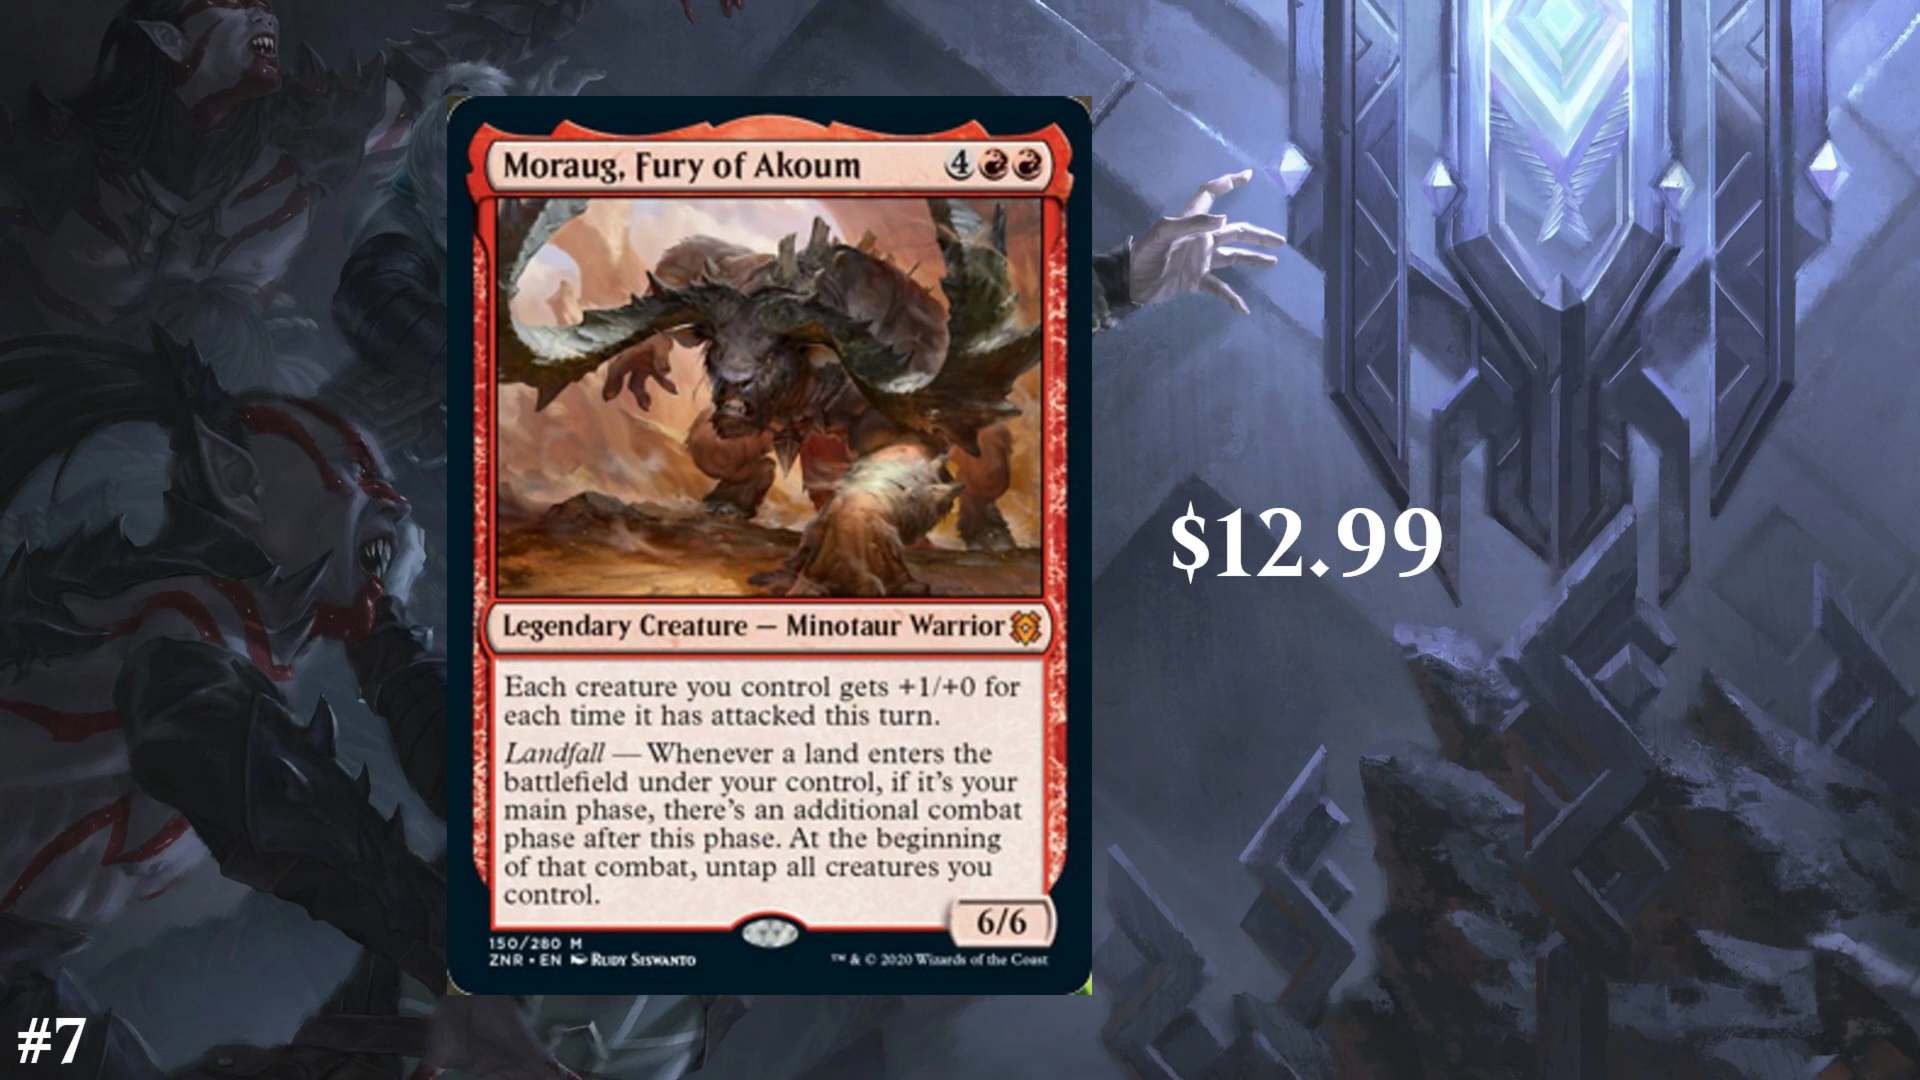 Moraug, Fury of Akoum 4
Legendary Creature — Minotaur Warrior
Each creature you control gets +1/+0 for
each time it has attacked this turn.
Landfall — Whenever a land enters the
battlefield under your control, if it's your
main phase, there's an additional combat
phase after this phase. At the beginning
of that combat, untap all creatures you
control.
6/6
150/280 M
ZNR • EN Rudy Siswanto
™ & © 2020 Wizards of the Coast
$12.99
#7